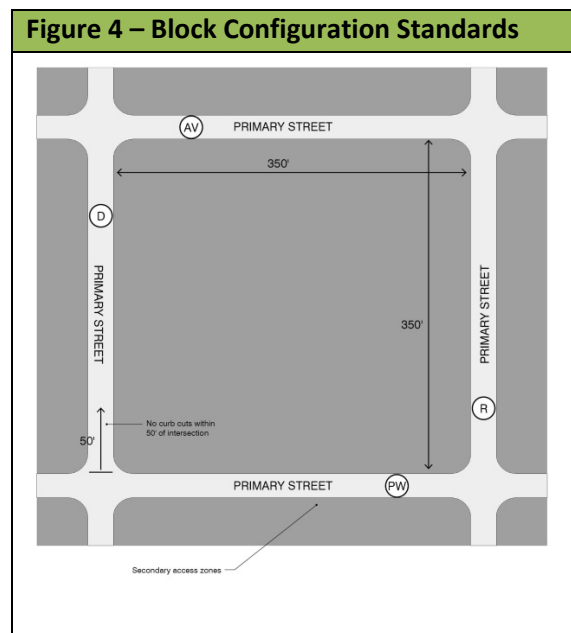 Figure 4 – Block Configuration Standards
AV
PRIMARY STREET
350'
D
PRIMARY STREET
PRIMARY STREET
350'
R
No curb cuts within
50' of intersection
50'
PRIMARY STREET
PW
Secondary access zones